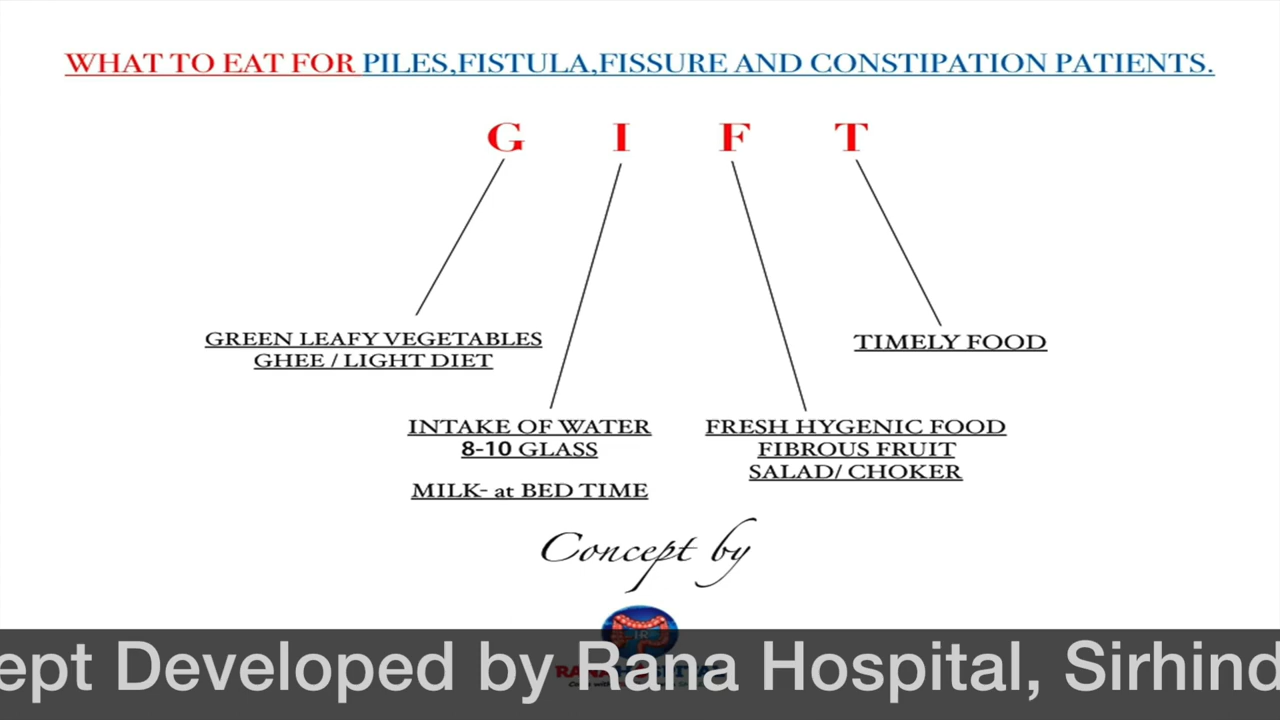 WHAT TO EAT FOR PILES,FISTULA,FISSURE AND CONSTIPATION PATIENTS.
G I F T
GREEN LEAFY VEGETABLES
GHEE / LIGHT DIET
TIMELY FOOD
INTAKE OF WATER
8-10 GLASS
MILK- at BED TIME
FRESH HYGENIC FOOD
FIBROUS FRUIT
SALAD/ CHOKER
Concept by
ept Developed by Rana Hospital, Sirhind